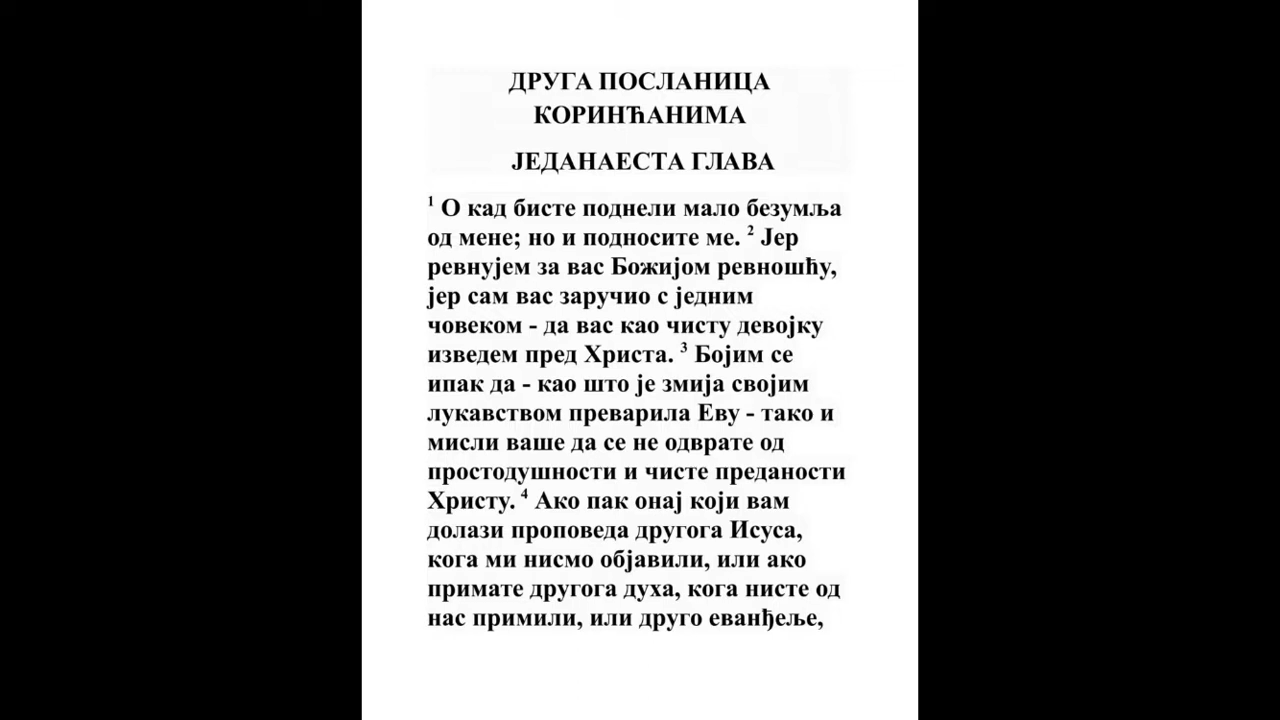 ДРУГА ПОСЛАНИЦА
КОРИНЋАНИМА
ЈЕДАНАЕСТА ГЛАВА
¹ О кад бисте поднели мало безумља
од мене; но и подносите ме. ² Јер
ревнујем за вас Божијом ревношћу,
јер сам вас заручио с једним
човеком - да вас као чисту девојку
изведем пред Христа. ³ Бојим се
ипак да - као што је змија својим
лукавством преварила Еву - тако и
мисли ваше да се не одврате од
простодушности и чисте преданости
Христу. ⁴ Ако пак онај који вам
долази проповеда другога Исуса,
кога ми нисмо објавили, или ако
примате другога духа, кога нисте од
нас примили, или друго еванђеље,